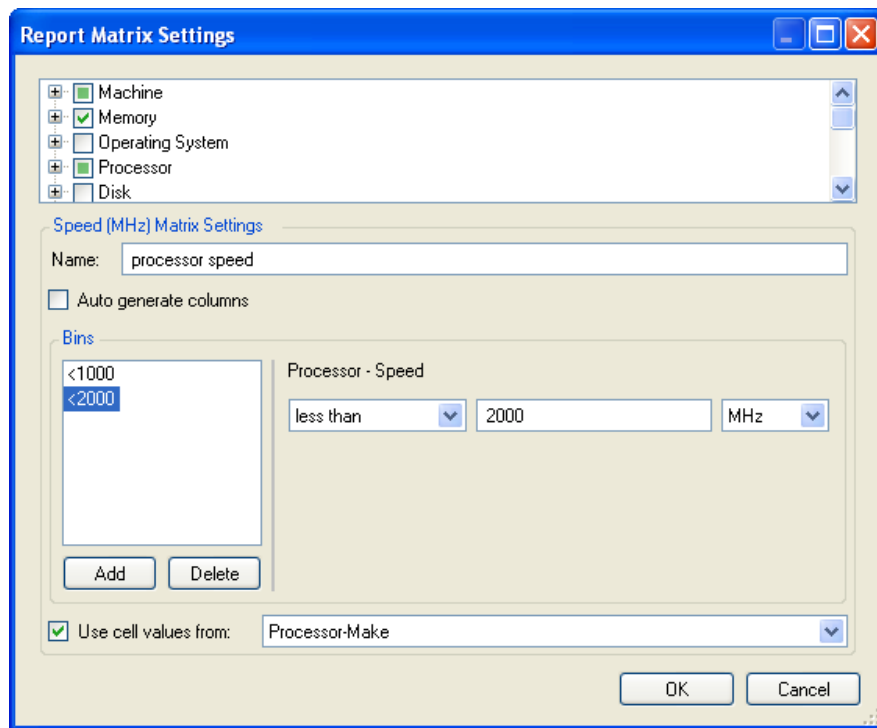 Report Matrix Settings
Machine
Memory
Operating System
Processor
Disk
Speed (MHz) Matrix Settings
Name: processor speed
Auto generate columns
Bins
<1000
<2000
Processor - Speed
less than 2000 MHz
Add Delete
Use cell values from: Processor-Make
OK Cancel